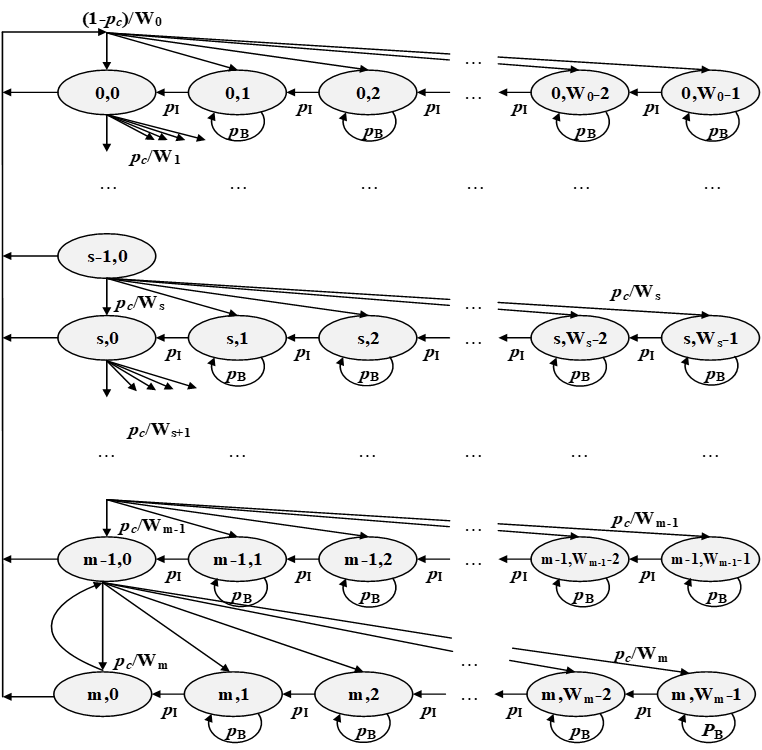 (1-pc)/W0
…
0,0 0,1 0,2 … 0,W0-2 0,W0-1
pI pI pI pI pI
pB pB pB pB
pc/W1
… … … … … …
s-1,0
pc/Ws … pc/Ws
s,0 s,1 s,2 … s,Ws-2 s,Ws-1
pI pI pI pI pI
pB pB pB pB
pc/Ws+1
… … … … … …
pc/Wm-1 … pc/Wm-1
m-1,0 m-1,1 m-1,2 … m-1,Wm-1-2 m-1,Wm-1-1
pI pI pI pI pI
pB pB pB pB
pc/Wm … pc/Wm
m,0 m,1 m,2 … m,Wm-2 m,Wm-1
pI pI pI pI pI
pB pB pB PB